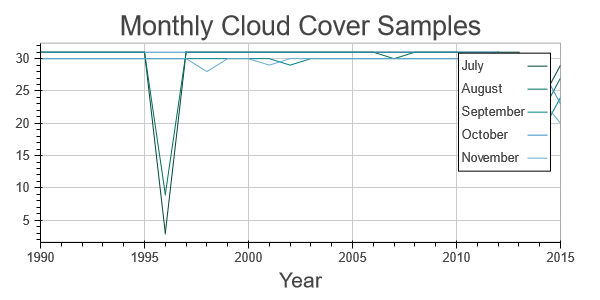 Monthly Cloud Cover Samples
30
25
20
15
10
5
July
August
September
October
November
1990 1995 2000 2005 2010 2015
Year